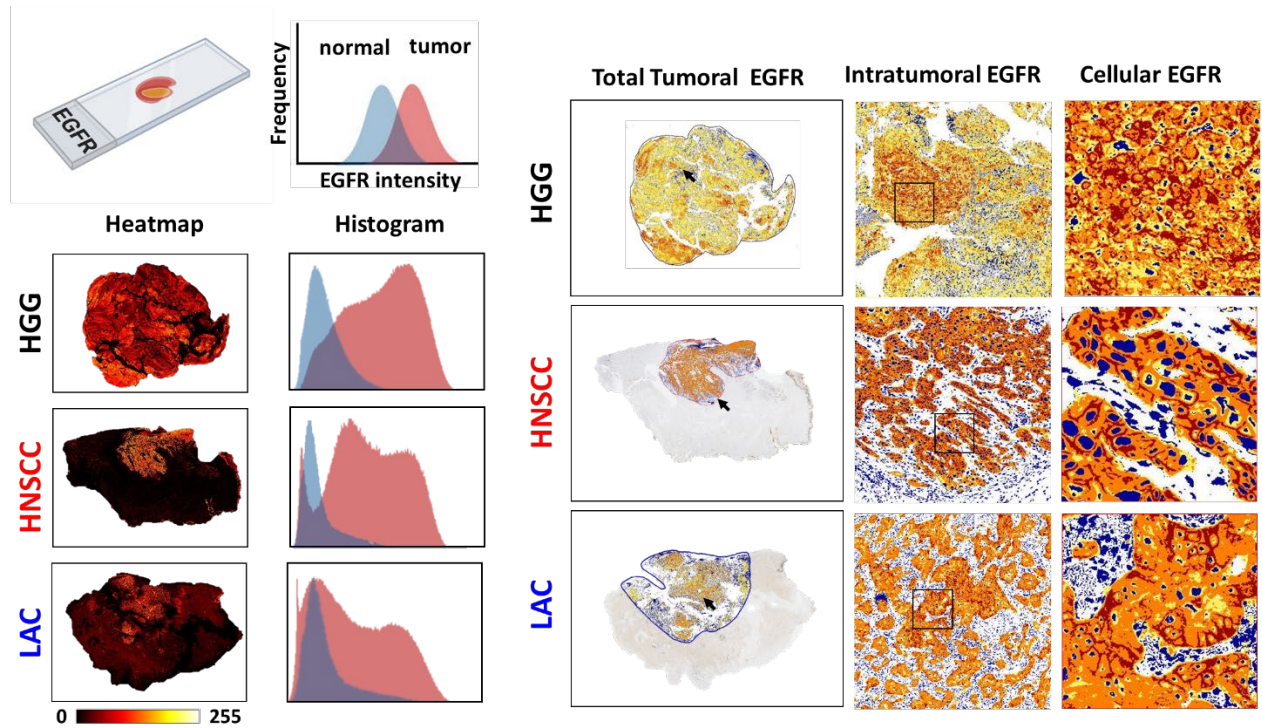 EGFR
normal tumor
Frequency
EGFR intensity
Heatmap Histogram
HGG
HNSCC
LAC
0 255
Total Tumoral EGFR Intratumoral EGFR Cellular EGFR
HGG
HNSCC
LAC